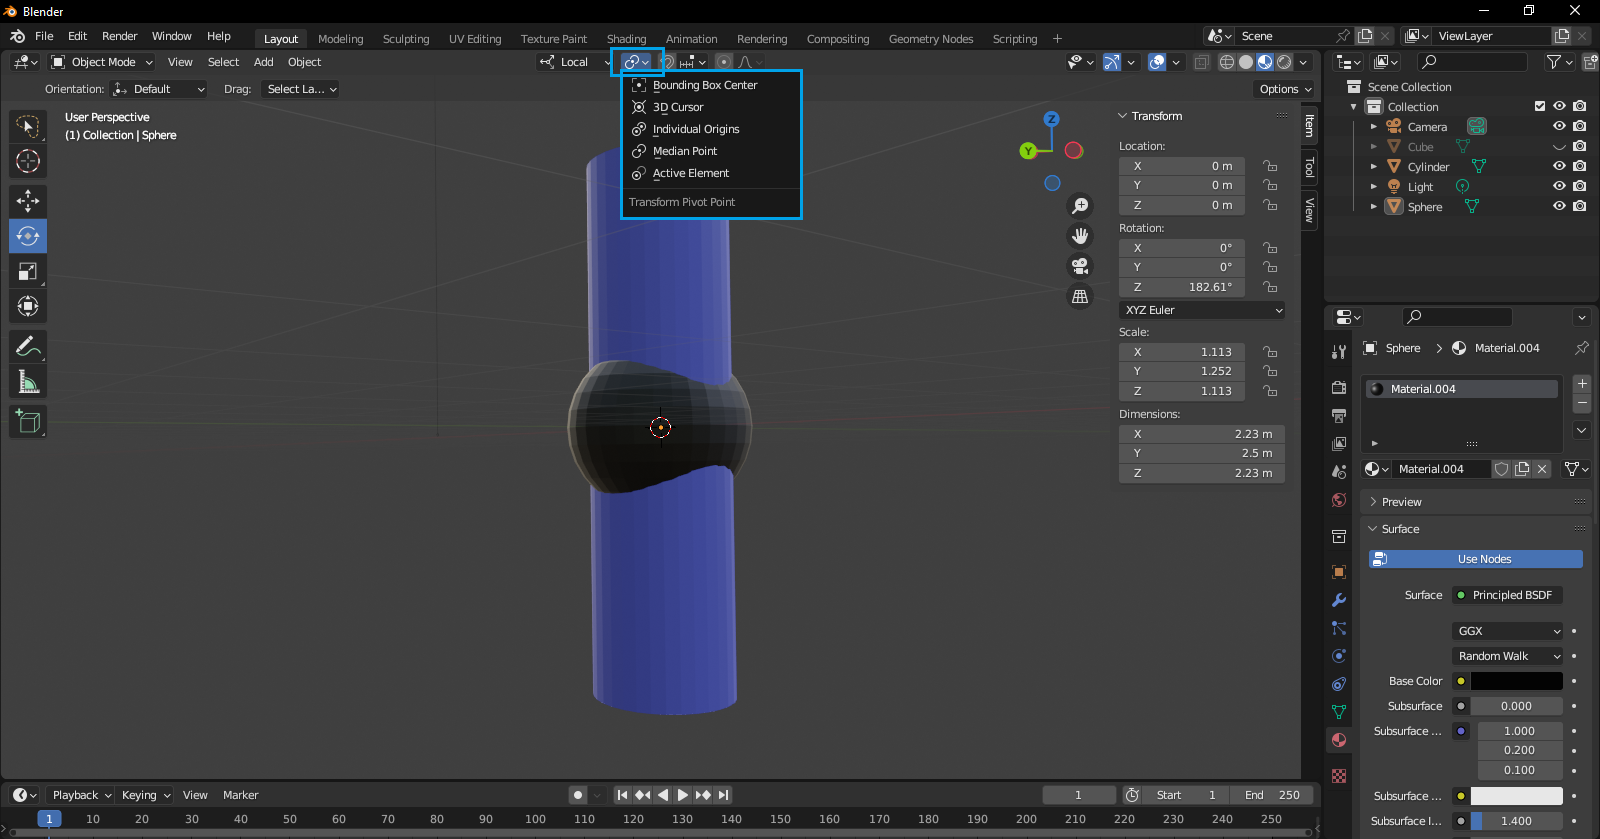 Blender
File Edit Render Window Help Layout Modeling Sculpting UV Editing Texture Paint Shading Animation Rendering Compositing Geometry Nodes Scripting + Scene ViewLayer
Object Mode View Select Add Object Local
Orientation: Default Drag: Select La... Options
User Perspective
(1) Collection | Sphere
Bounding Box Center
3D Cursor
Individual Origins
Median Point
Active Element
Transform Pivot Point
Z
Y
Transform
Location:
X 0 m
Y 0 m
Z 0 m
Rotation:
X 0°
Y 0°
Z 182.61°
XYZ Euler
Scale:
X 1.113
Y 1.252
Z 1.113
Dimensions:
X 2.23 m
Y 2.5 m
Z 2.23 m
Item
Tool
View
Scene Collection
Collection
Camera
Cube
Cylinder
Light
Sphere
Sphere > Material.004
Material.004
Material.004
Preview
Surface
Use Nodes
Surface Principled BSDF
GGX
Random Walk
Base Color
Subsurface 0.000
Subsurface ... 1.000
0.200
0.100
Subsurface ...
Subsurface I... 1.400
Playback Keying View Marker 1 Start 1 End 250
1 10 20 30 40 50 60 70 80 90 100 110 120 130 140 150 160 170 180 190 200 210 220 230 240 250